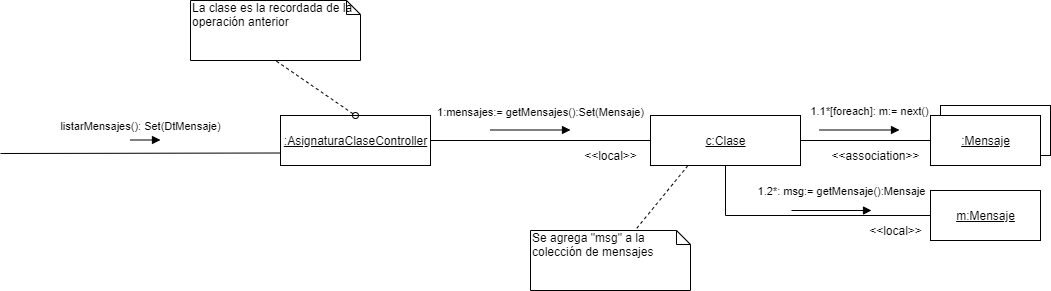 La clase es la recordada de la
operación anterior
listarMensajes(): Set(DtMensaje)
:AsignaturaClaseController
1:mensajes:= getMensajes():Set(Mensaje)
<<local>>
c:Clase
1.1*[foreach]: m:= next()
<<association>>
:Mensaje
1.2*: msg:= getMensaje():Mensaje
<<local>>
m:Mensaje
Se agrega "msg" a la
colección de mensajes